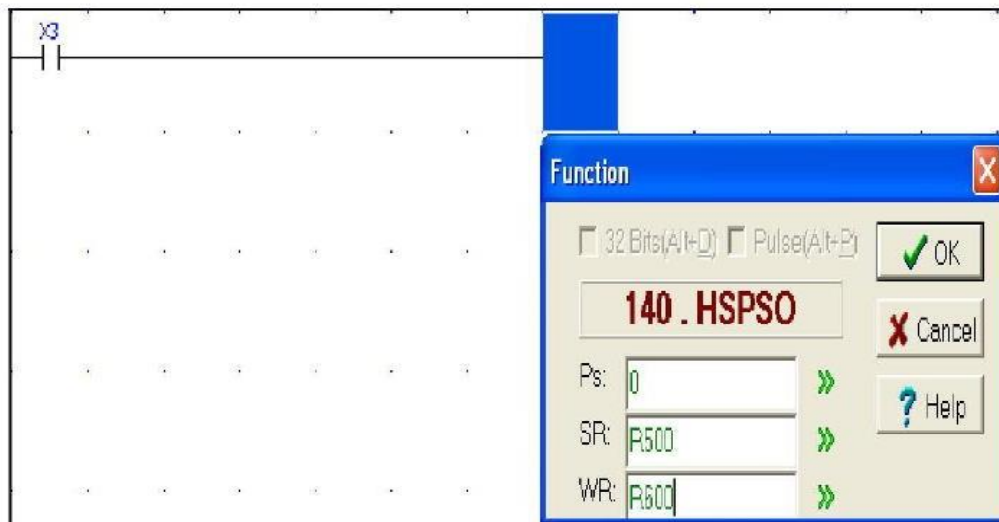 X3
Function
32 Bits(Alt+D) Pulse(Alt+P)
OK
140 . HSPSO
Cancel
Ps: 0
Help
SR: R500
WR: R600